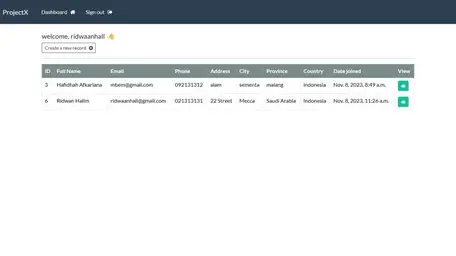 ProjectX Dashboard Sign out
welcome, ridwaanhall
Create a new record
ID Full Name Email Phone Address City Province Country Date joined View
3 Hafidhah Afkariana mbem@gmail.com 092131312 alam sementa malang Indonesia Nov. 8, 2023, 8:49 a.m.
6 Ridwan Halim ridwaanhall@gmail.com 021313131 22 Street Mecca Saudi Arabia Indonesia Nov. 8, 2023, 11:26 a.m.